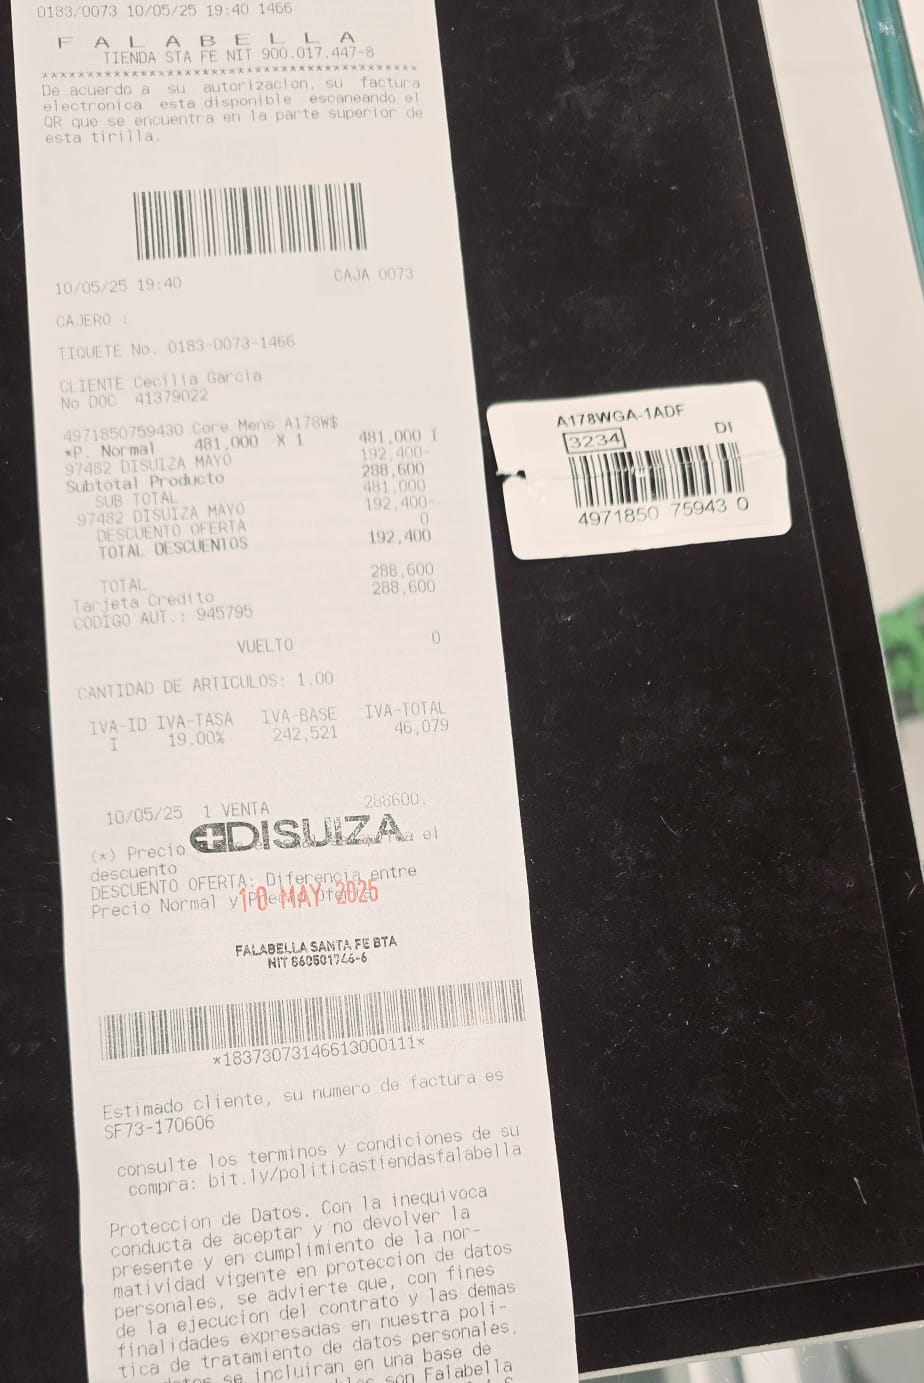 0183/0073 10/05/25 19:40 1466
F A L A B E L L A
TIENDA STA FE NIT 900.017.447-8
****************************************
De acuerdo a su autorizacion, su factura
electronica esta disponible escaneando el
QR que se encuentra en la parte superior de
esta tirilla.
10/05/25 19:40 CAJA 0073
CAJERO :
TIQUETE No. 0183-0073-1466
CLIENTE Cecilia Garcia
No DOC 41379022
4971850759430 Core Mens A178W$
*P. Normal 481,000 X 1 481,000 I
97482 DISUIZA MAYO 192,400-
Subtotal Producto 288,600
SUB TOTAL 481,000
97482 DISUIZA MAYO 192,400-
DESCUENTO OFERTA 0
TOTAL DESCUENTOS 192,400
TOTAL 288,600
Tarjeta Credito 288,600
CODIGO AUT.: 945795
VUELTO 0
CANTIDAD DE ARTICULOS: 1.00
IVA-ID IVA-TASA IVA-BASE IVA-TOTAL
I 19.00% 242,521 46,079
10/05/25 1 VENTA 288600.
DISUIZA
(*) Precio el
descuento
DESCUENTO OFERTA: Diferencia entre
Precio Normal y
10 MAY 2025
FALABELLA SANTA FE BTA
NIT 860501746-6
*18373073146613000111*
Estimado cliente, su numero de factura es
SF73-170606
consulte los terminos y condiciones de su
compra: bit.ly/politicastiendasfalabella
Proteccion de Datos. Con la inequivoca
conducta de aceptar y no devolver la
presente y en cumplimiento de la nor-
matividad vigente en proteccion de datos
personales, se advierte que, con fines
de la ejecucion del contrato y las demas
finalidades expresadas en nuestra poli-
tica de tratamiento de datos personales,
se incluiran en una base de
son Falabella
A178WGA-1ADF
3234 DI
4971850 75943 0